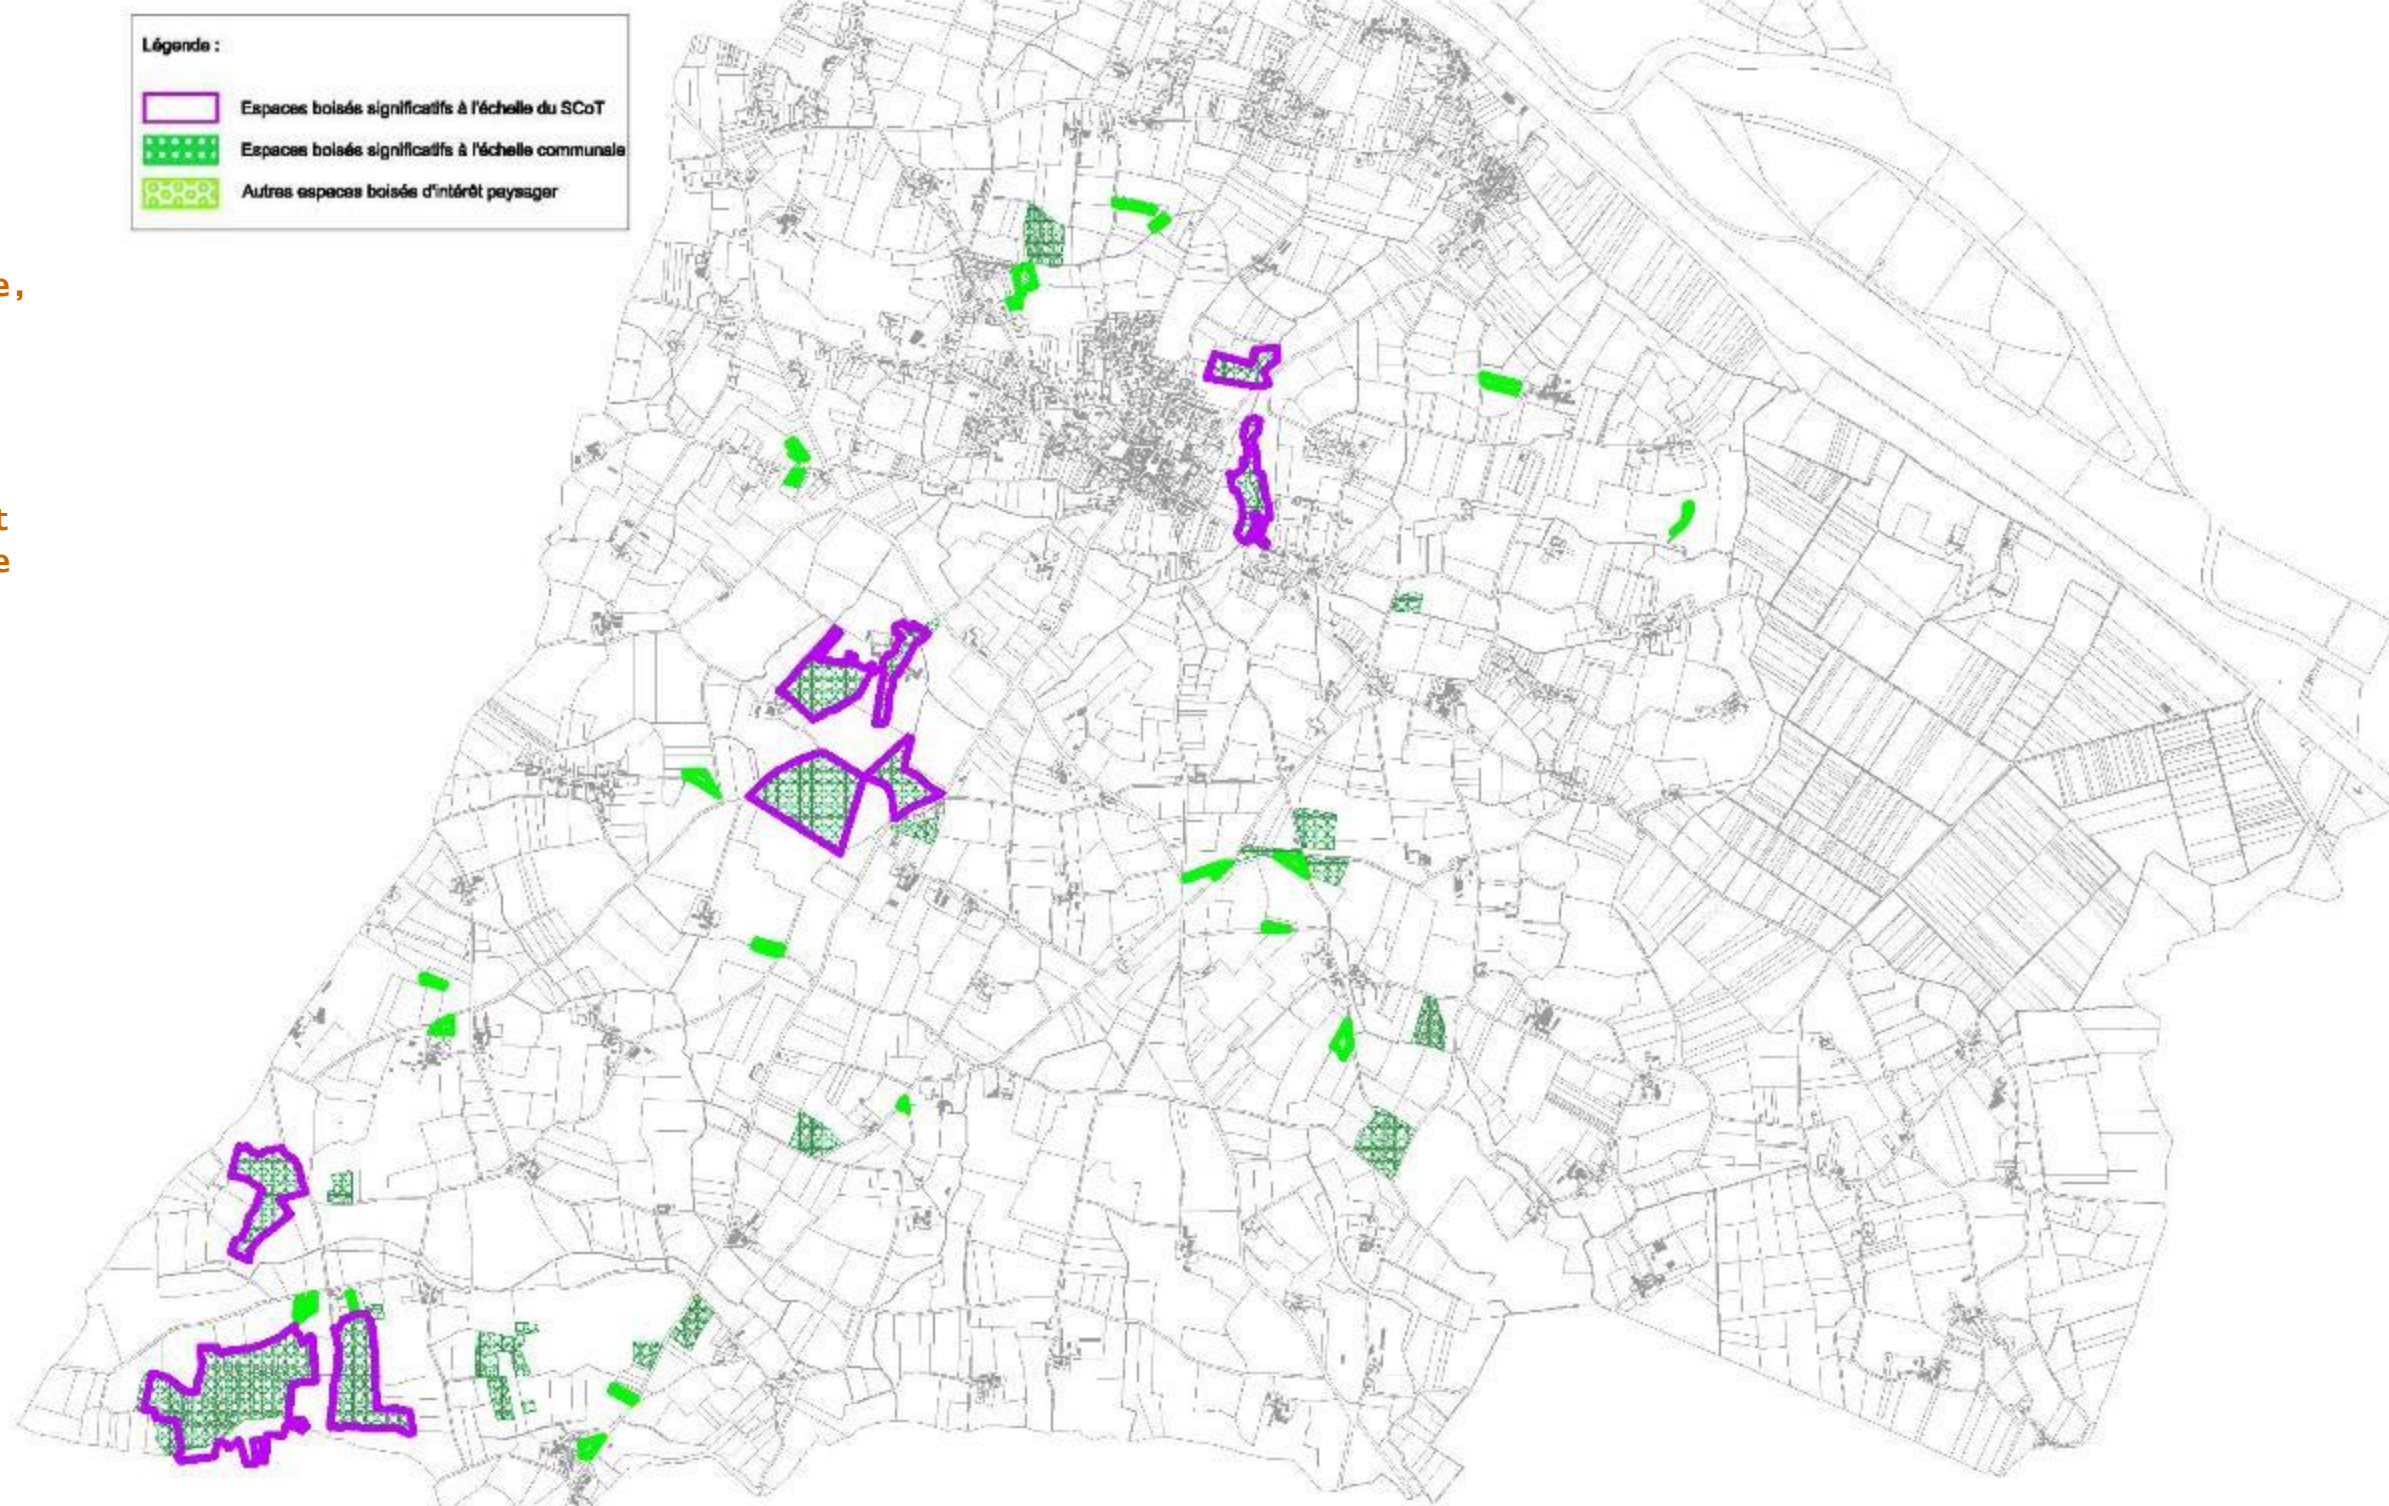 Légende :
Espaces boisés significatifs à l'échelle du SCoT
Espaces boisés significatifs à l'échelle communale
Autres espaces boisés d'intérêt paysager
e,
t
e